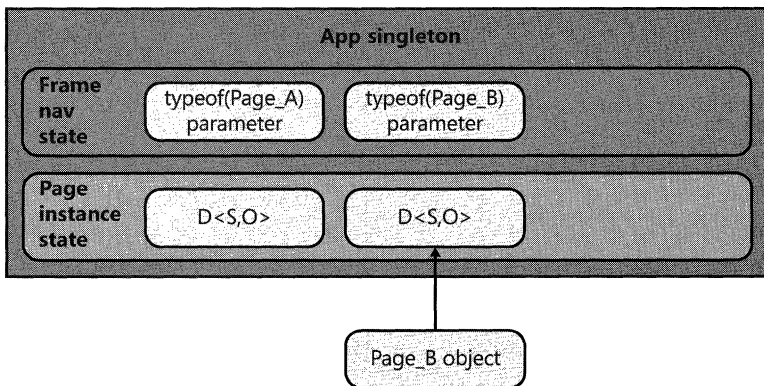 App singleton
Frame
nav
state
typeof(Page_A)
parameter
typeof(Page_B)
parameter
Page
instance
state
D<S,O>
D<S,O>
Page_B object